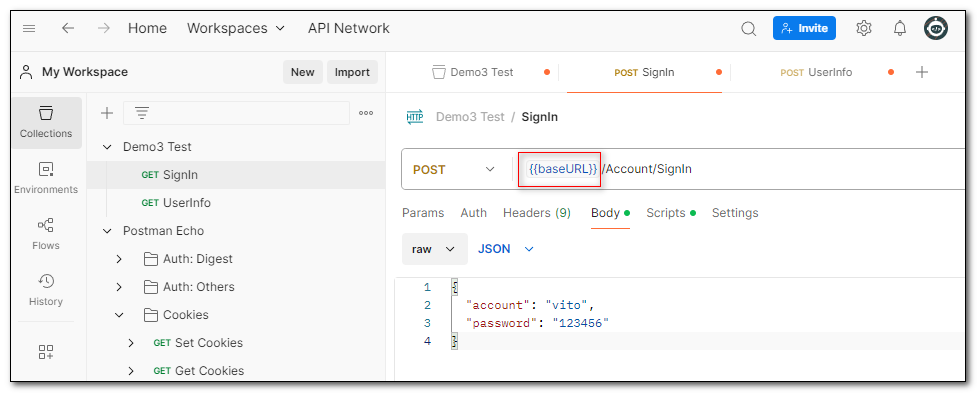 Home Workspaces API Network Invite
My Workspace New Import
Demo3 Test POST SignIn POST UserInfo
Collections
Environments
Flows
History
Demo3 Test
GET SignIn
GET UserInfo
Postman Echo
Auth: Digest
Auth: Others
Cookies
GET Set Cookies
GET Get Cookies
HTTP Demo3 Test / SignIn
POST {{baseURL}} /Account/SignIn
Params Auth Headers (9) Body Scripts Settings
raw JSON
1 {
2 "account": "vito",
3 "password": "123456"
4 }